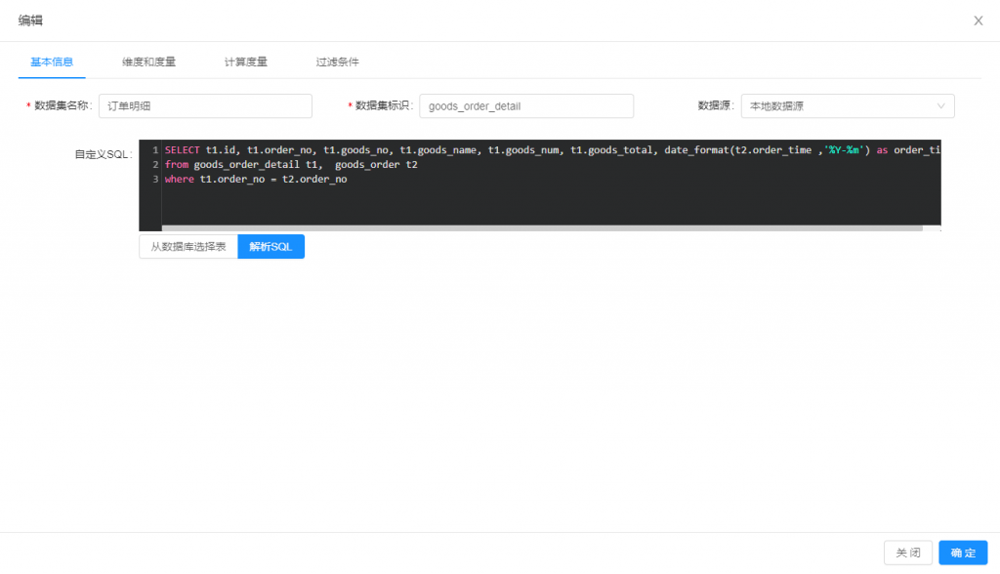 编辑
基本信息 维度和度量 计算度量 过滤条件
* 数据集名称: 订单明细 * 数据集标识: goods_order_detail 数据源: 本地数据源
自定义SQL:
1 SELECT t1.id, t1.order_no, t1.goods_no, t1.goods_name, t1.goods_num, t1.goods_total, date_format(t2.order_time ,'%Y-%m') as order_ti
2 from goods_order_detail t1,  goods_order t2
3 where t1.order_no = t2.order_no
从数据库选择表 解析SQL
关 闭 确 定